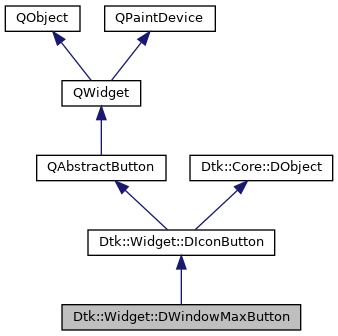 QObject
QPaintDevice
QWidget
QAbstractButton
Dtk::Core::DObject
Dtk::Widget::DIconButton
Dtk::Widget::DWindowMaxButton